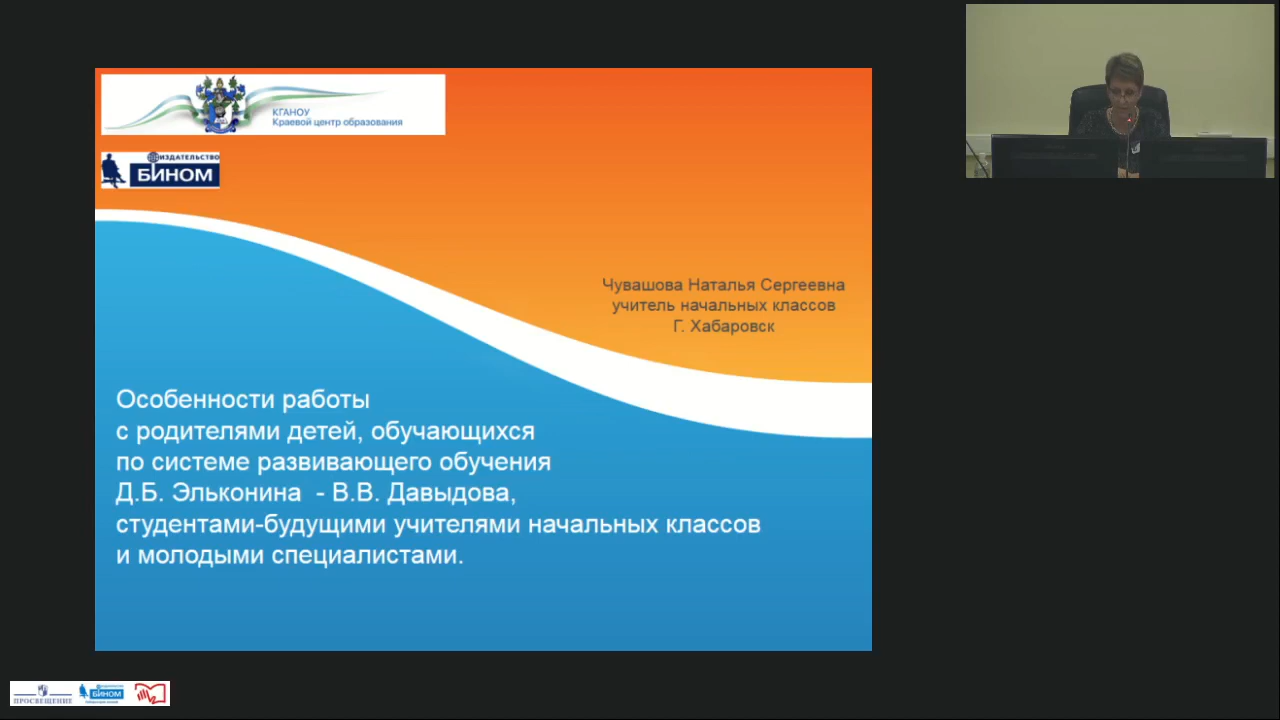 КГАНОУ
Краевой центр образования
ИЗДАТЕЛЬСТВО
БИНОМ
Чувашова Наталья Сергеевна
учитель начальных классов
Г. Хабаровск
Особенности работы
с родителями детей, обучающихся
по системе развивающего обучения
Д.Б. Эльконина - В.В. Давыдова,
студентами-будущими учителями начальных классов
и молодыми специалистами.
ПРОСВЕЩЕНИЕ
БИНОМ